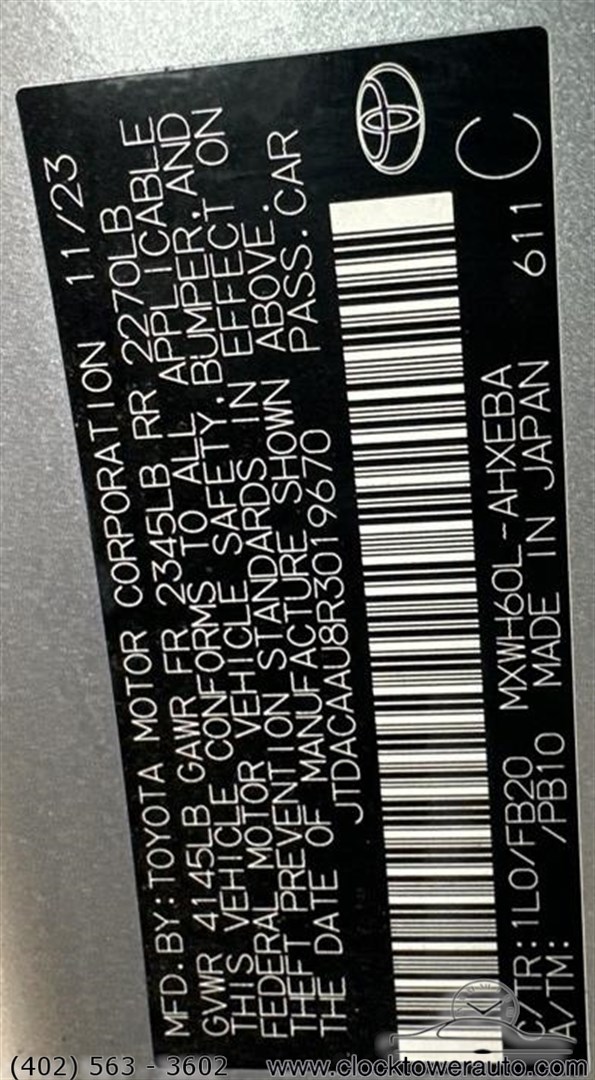 MFD.BY:TOYOTA MOTOR CORPORATION 11/23
GVWR 4145LB GAWR FR 2345LB RR 2270LB
THIS VEHICLE CONFORMS TO ALL APPLICABLE
FEDERAL MOTOR VEHICLE SAFETY,BUMPER,AND
THEFT PREVENTION STANDARDS IN EFFECT ON
THE DATE OF MANUFACTURE SHOWN ABOVE.
JTDACAAU8R3019670 PASS.CAR
C/TR:1L0/FB20 MXWH60L-AHXEBA
A/TM: /PB10 MADE IN JAPAN 611 C
(402) 563 - 3602 www.clocktowerauto.com